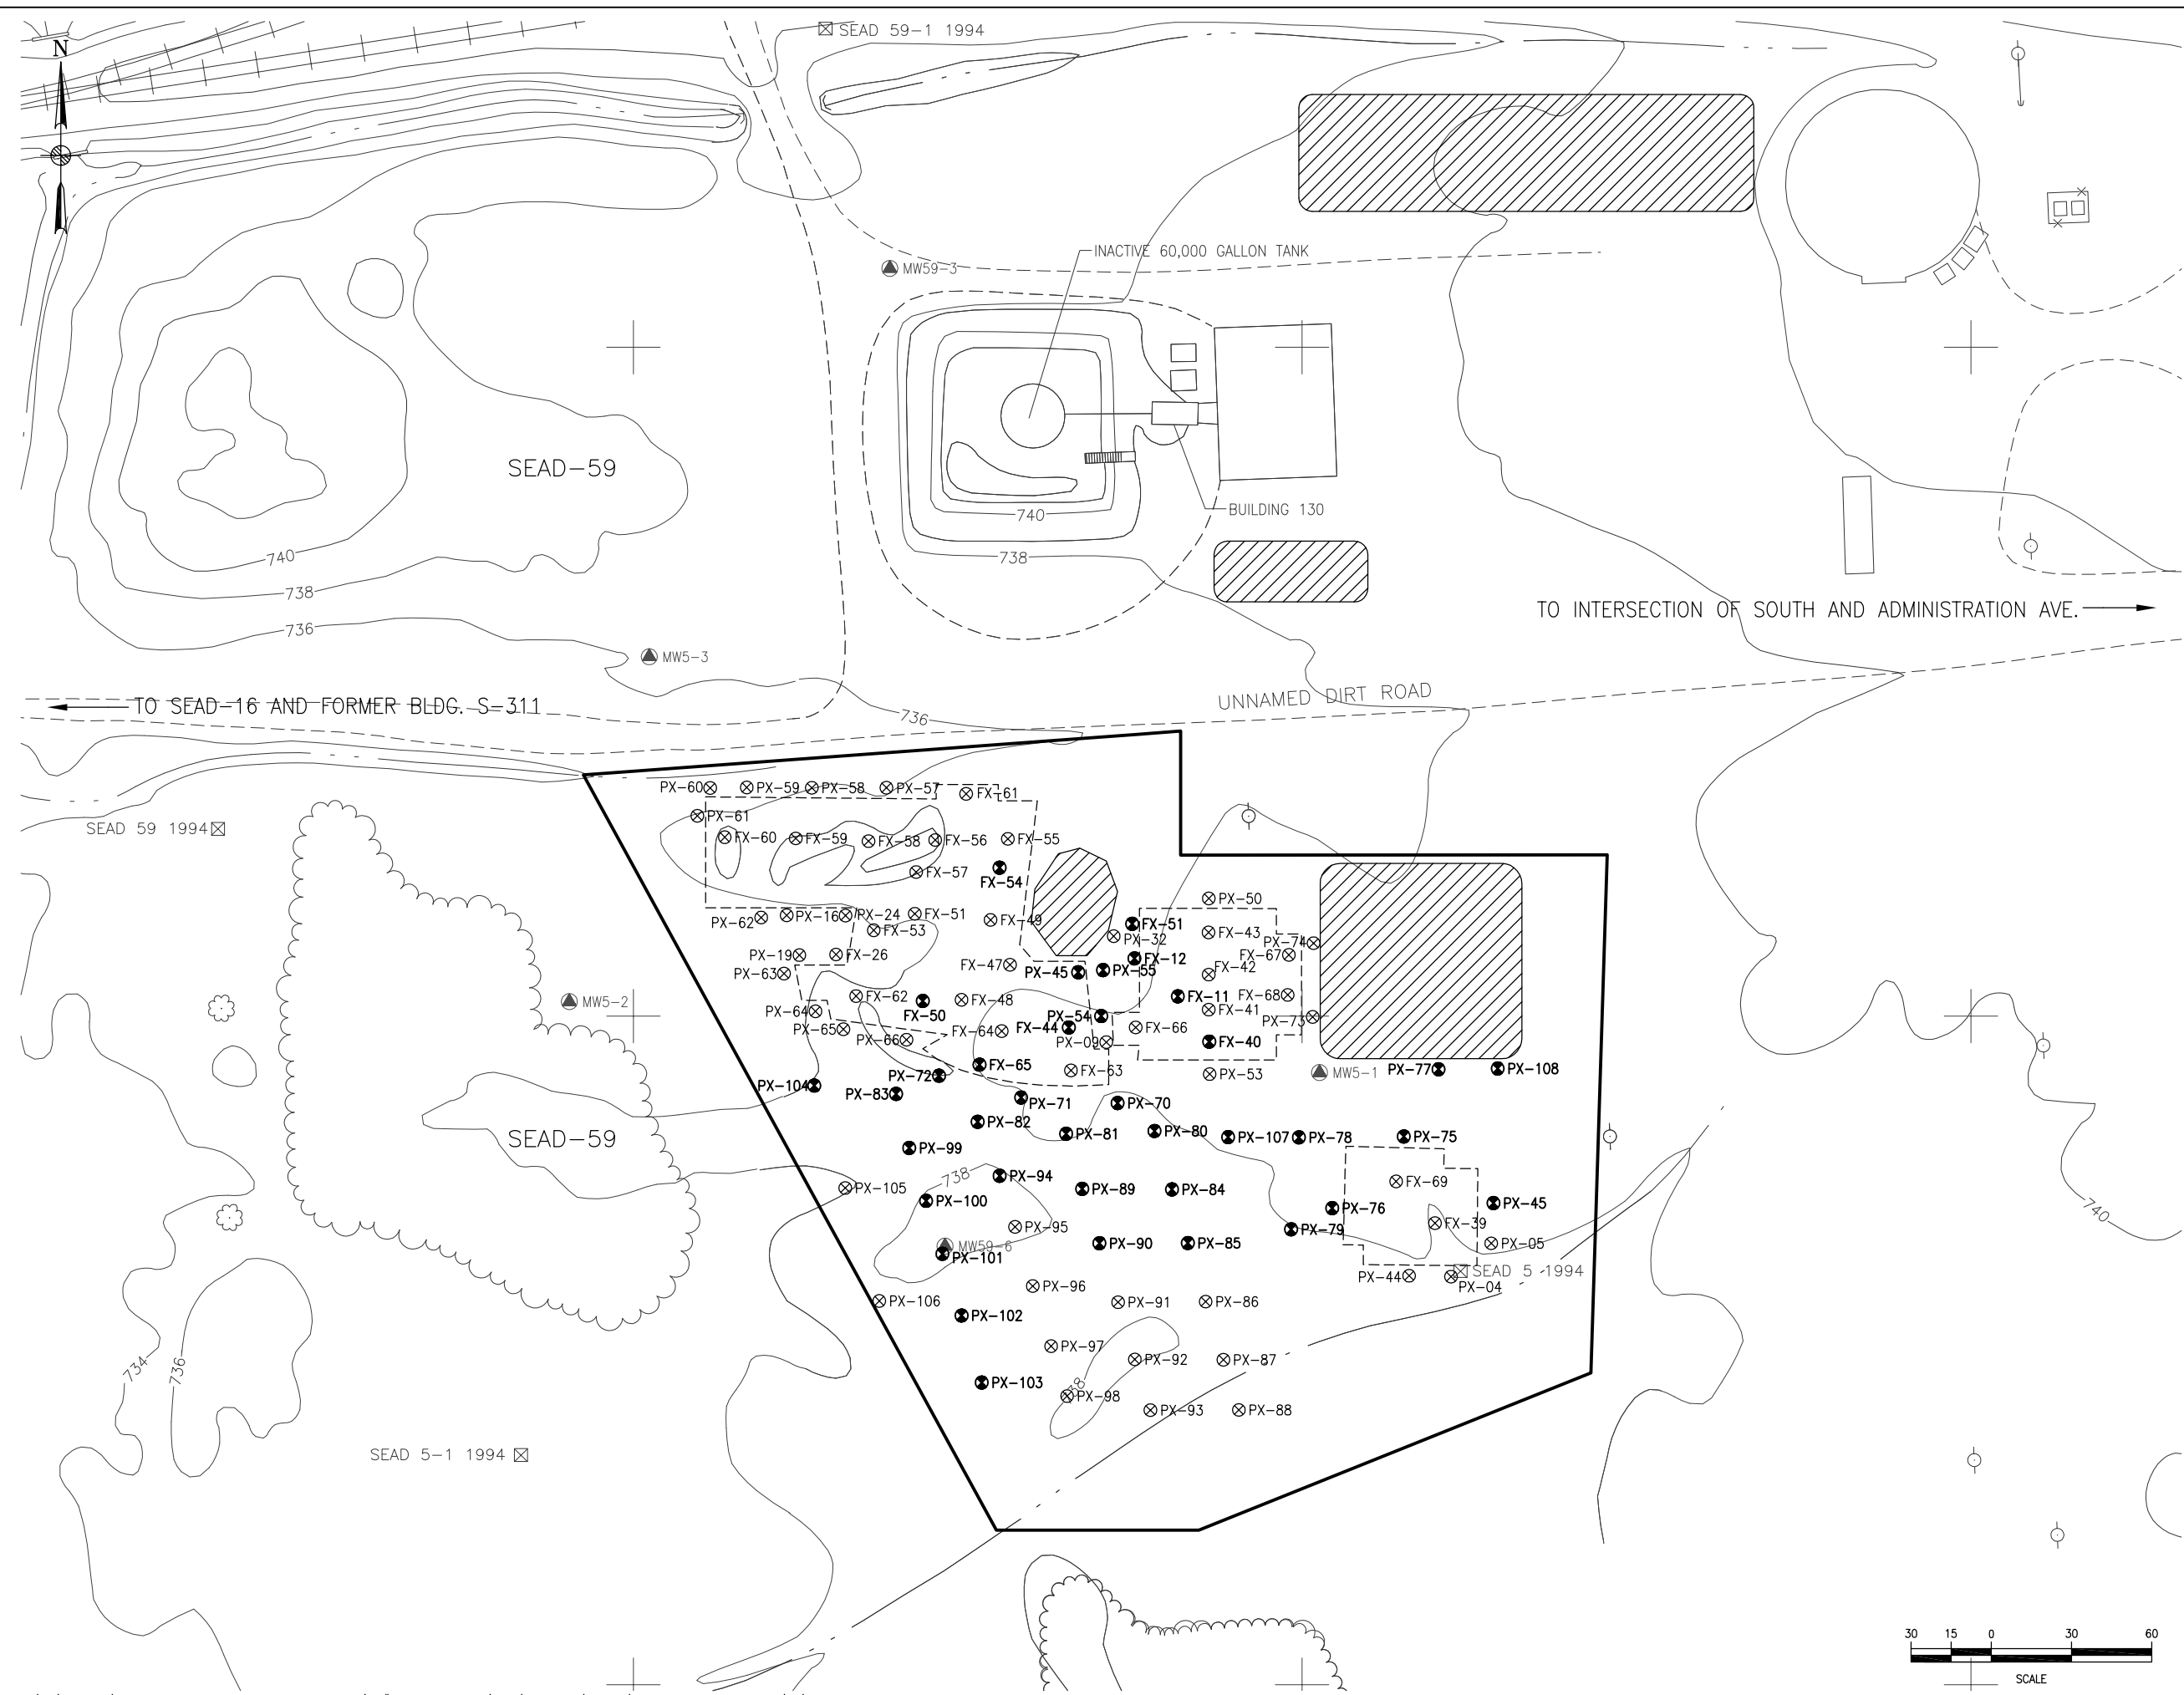 SEAD 59-1 1994
N
INACTIVE 60,000 GALLON TANK
MW59-3
SEAD-59
740
BUILDING 130
740
738
738
TO INTERSECTION OF SOUTH AND ADMINISTRATION AVE.
736
MW5-3
UNNAMED DIRT ROAD
TO SEAD-16 AND FORMER BLDG. S-311
736
PX-60
PX-59
PX-58
PX-57
FX-61
PX-61
SEAD 59 1994
FX-60
FX-59
FX-58
FX-56
FX-55
FX-57
FX-54
PX-50
PX-62
PX-16
PX-24
FX-51
FX-49
FX-51
FX-53
PX-32
FX-43
PX-74
PX-19
FX-26
FX-12
FX-67
FX-47
PX-45
PX-55
FX-42
PX-63
FX-62
FX-48
FX-11
FX-68
MW5-2
PX-64
FX-50
PX-54
FX-41
PX-73
PX-65
FX-64
FX-44
FX-66
PX-66
PX-09
FX-40
FX-65
FX-63
PX-53
MW5-1
PX-77
PX-108
PX-72
PX-104
PX-83
PX-71
PX-70
PX-82
PX-81
PX-80
PX-107
PX-78
PX-75
SEAD-59
PX-99
738
PX-94
PX-105
PX-89
PX-84
FX-69
PX-100
PX-76
PX-45
740
PX-95
PX-79
FX-39
MW59-6
PX-101
PX-90
PX-85
PX-05
SEAD 5-1994
PX-44
PX-04
PX-96
PX-106
PX-91
PX-86
PX-102
PX-97
734
736
PX-92
PX-87
PX-103
PX-98
PX-93
PX-88
SEAD 5-1 1994
30 15 0 30 60
SCALE